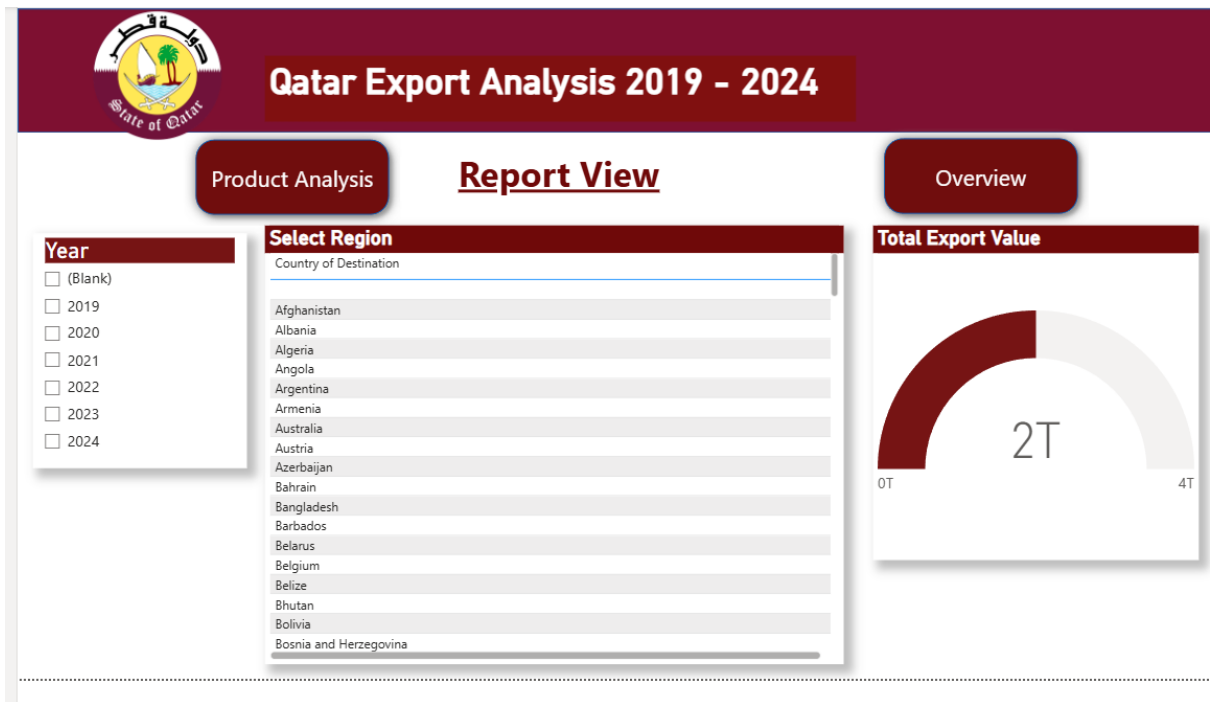 دولة قطر
State of Qatar
Qatar Export Analysis 2019 - 2024
Product Analysis
Report View
Overview
Year
(Blank)
2019
2020
2021
2022
2023
2024
Select Region
Country of Destination
Afghanistan
Albania
Algeria
Angola
Argentina
Armenia
Australia
Austria
Azerbaijan
Bahrain
Bangladesh
Barbados
Belarus
Belgium
Belize
Bhutan
Bolivia
Bosnia and Herzegovina
Total Export Value
2T
0T
4T